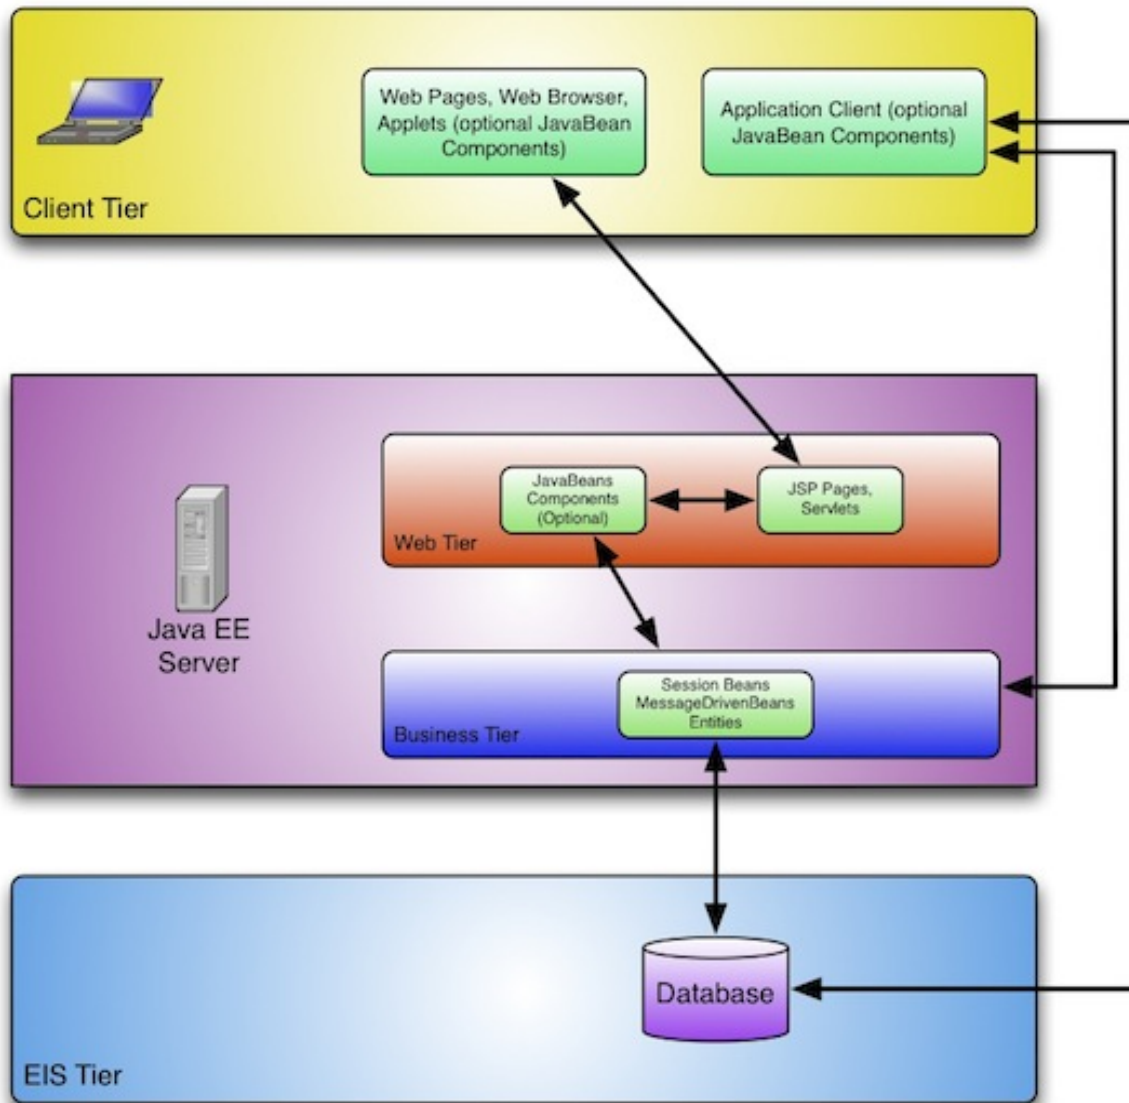 Web Pages, Web Browser,
Applets (optional JavaBean
Components)
Application Client (optional
JavaBean Components)
Client Tier
JavaBeans
Components
(Optional)
JSP Pages,
Servlets
Web Tier
Java EE
Server
Session Beans
MessageDrivenBeans
Entities
Business Tier
Database
EIS Tier